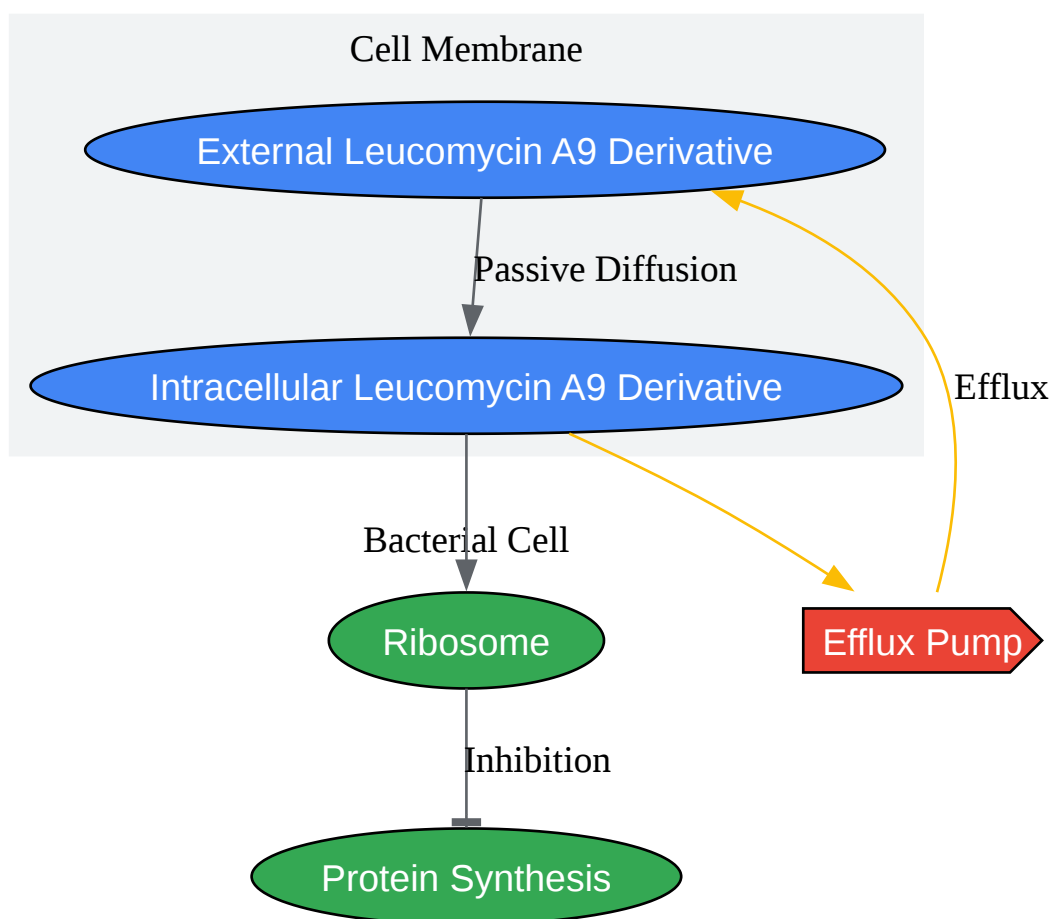 Cell Membrane
External Leucomycin A9 Derivative
Passive Diffusion
Intracellular Leucomycin A9 Derivative
Efflux
Bacterial Cell
Ribosome
Efflux Pump
Inhibition
Protein Synthesis